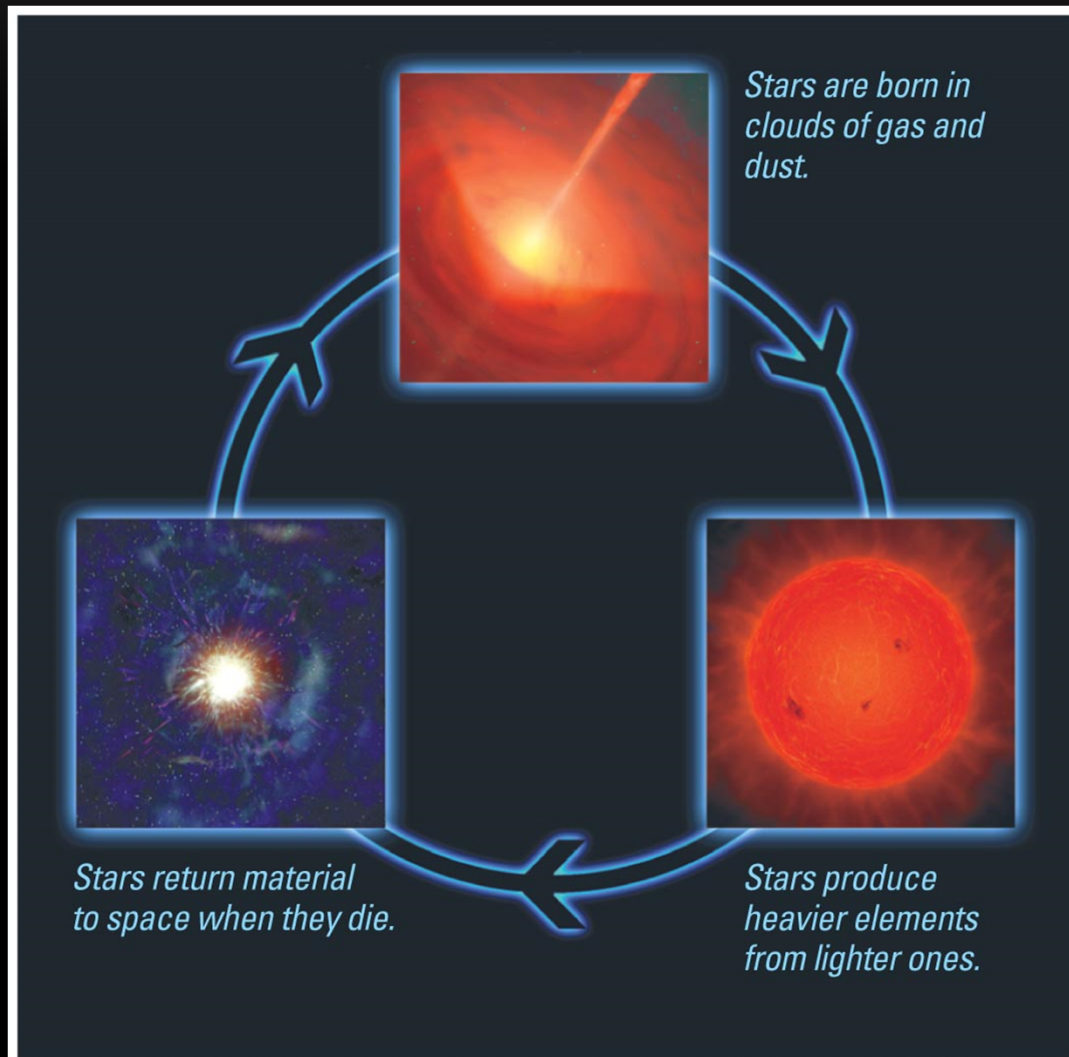 Stars are born in
clouds of gas and
dust.
Stars produce
heavier elements
from lighter ones.
Stars return material
to space when they die.